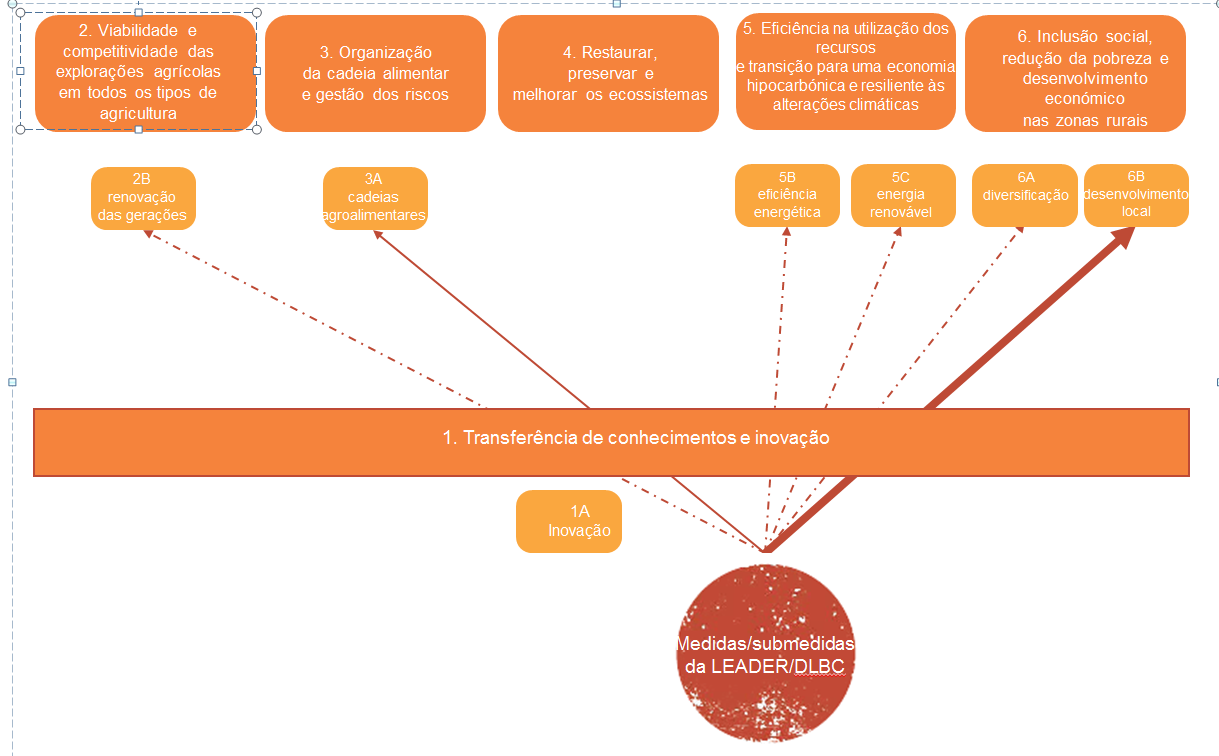 2. Viabilidade e
competitividade das
explorações agrícolas
em todos os tipos de
agricultura
3. Organização
da cadeia alimentar
e gestão dos riscos
4. Restaurar,
preservar e
melhorar os ecossistemas
5. Eficiência na utilização dos
recursos
e transição para uma economia
hipocarbónica e resiliente às
alterações climáticas
6. Inclusão social,
redução da pobreza e
desenvolvimento
económico
nas zonas rurais
2B
renovação
das gerações
3A
cadeias
agroalimentares
5B
eficiência
energética
5C
energia
renovável
6A
diversificação
6B
desenvolvimento
local
1. Transferência de conhecimentos e inovação
1A
Inovação
Medidas/submedidas
da LEADER/DLBC